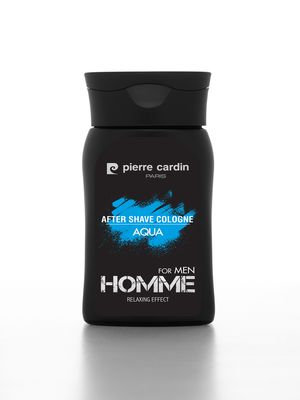 pierre cardin
PARIS
AFTER SHAVE COLOGNE
AQUA
FOR MEN
HOMME
RELAXING EFFECT